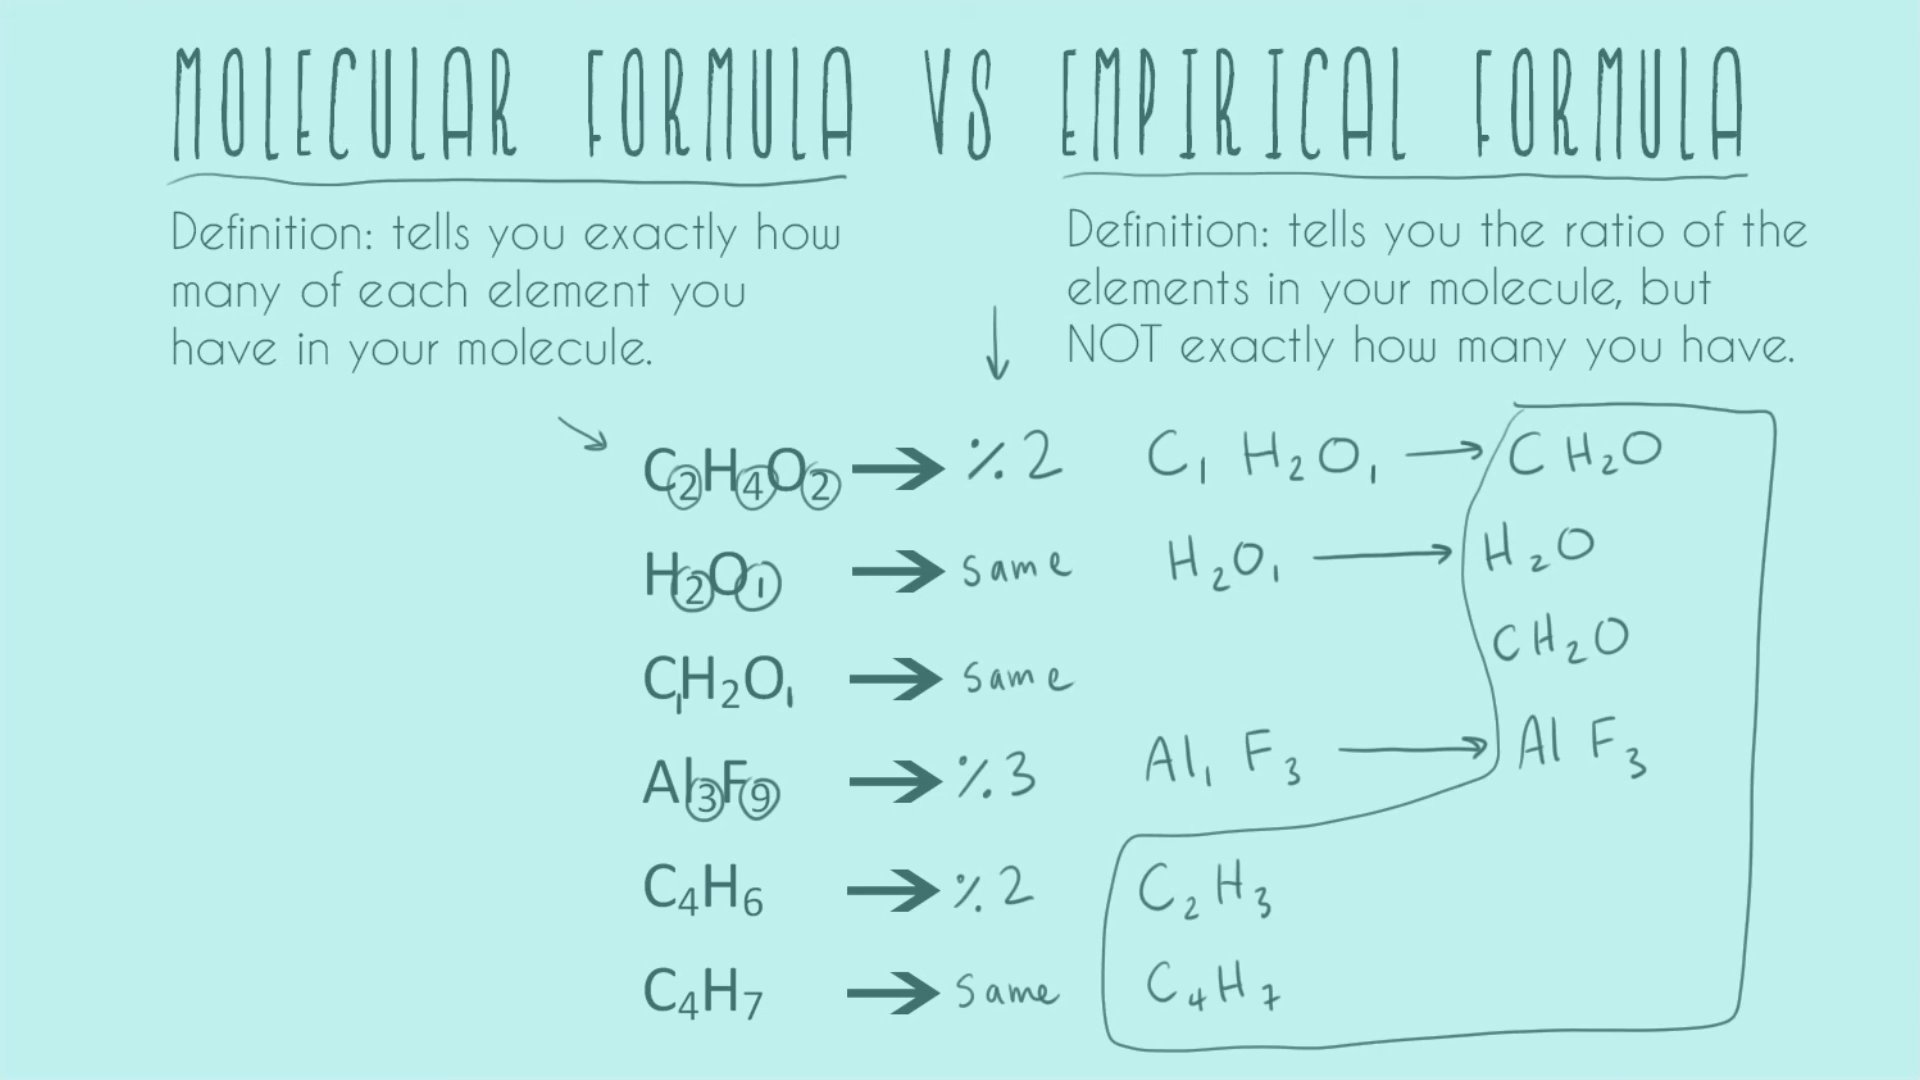 MOLECULAR FORMULA VS EMPIRICAL FORMULA
Definition: tells you exactly how
many of each element you
have in your molecule.
Definition: tells you the ratio of the
elements in your molecule, but
NOT exactly how many you have.
C₂H₄O₂ → ٪2 C₁ H₂O₁ → CH₂O
H₂O₁ → same H₂O₁ → H₂O
C₁H₂O₁ → same CH₂O
Al₃F₉ → ٪3 Al₁ F₃ → Al F₃
C₄H₆ → ٪2 C₂H₃
C₄H₇ → same C₄H₇